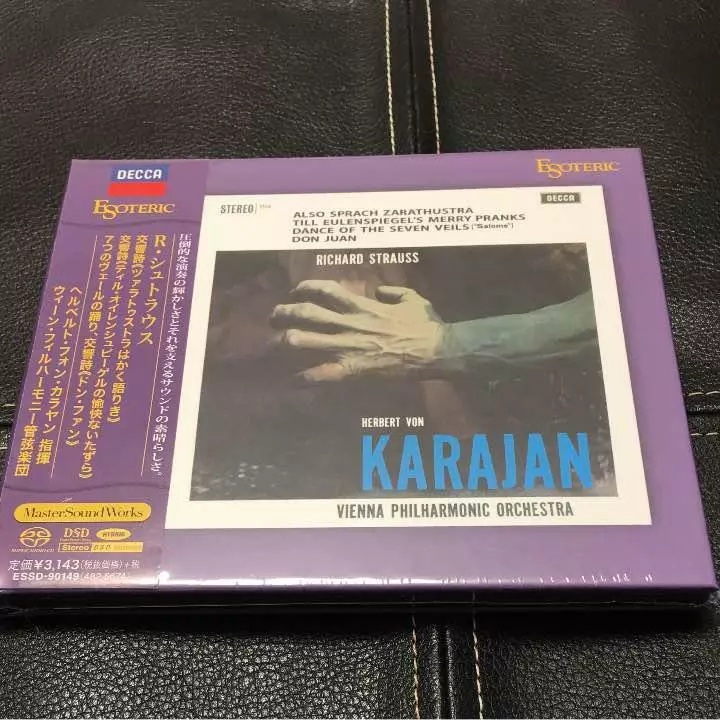 DECCA
ESOTERIC
圧倒的な演奏の輝かしさとそれを支えるサウンドの素晴らしさ。
R・シュトラウス
交響詩《ツァラトゥストラはかく語りき》
交響詩《ティル・オイレンシュピーゲルの愉快ないたずら》
7つのヴェールの踊り、交響詩《ドン・ファン》
ヘルベルト・フォン・カラヤン 指揮
ウィーン・フィルハーモニー管弦楽団
MasterSoundWorks
SUPER AUDIO CD
DSD
HYBRID
Stereo
定価¥3,143(税抜価格)+税
ESSD-90149
ESOTERIC
STEREO
DECCA
ALSO SPRACH ZARATHUSTRA
TILL EULENSPIEGEL'S MERRY PRANKS
DANCE OF THE SEVEN VEILS ("Salome")
DON JUAN
RICHARD STRAUSS
HERBERT VON
KARAJAN
VIENNA PHILHARMONIC ORCHESTRA